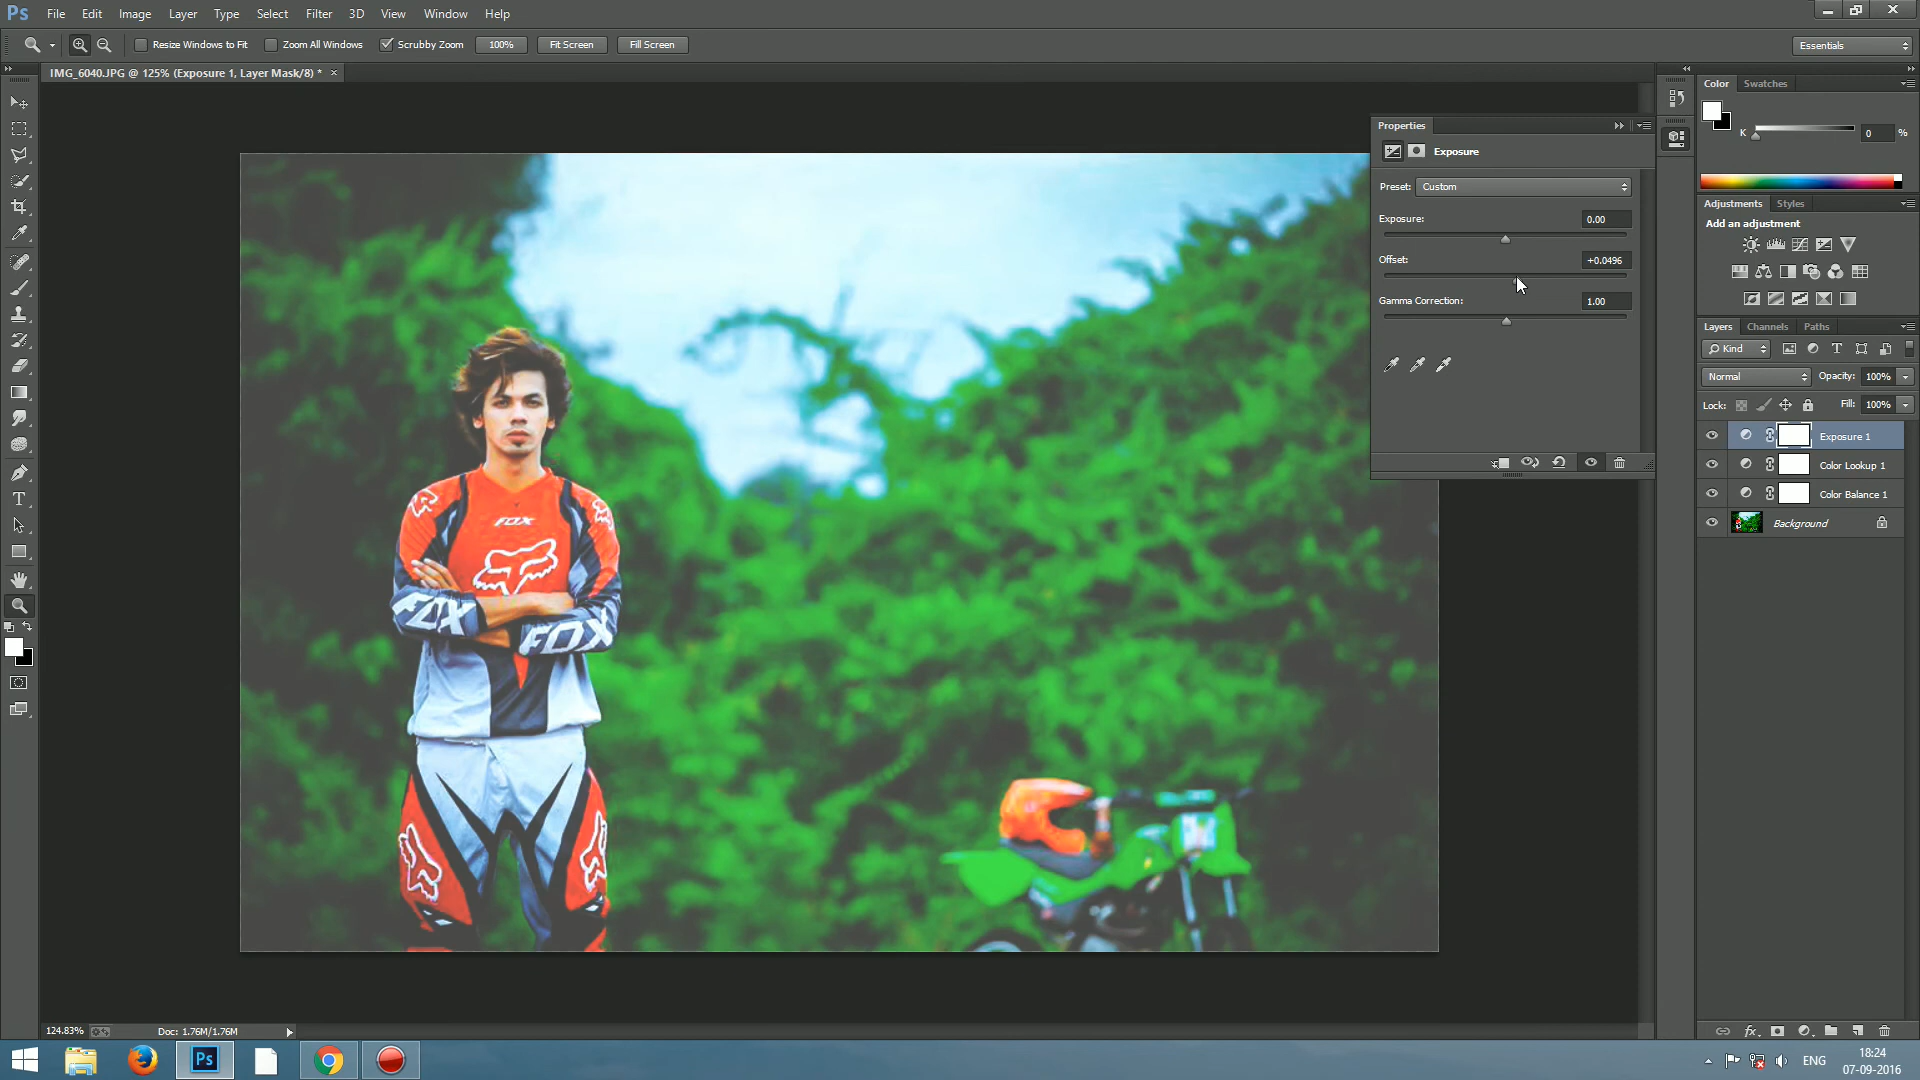 Ps File Edit Image Layer Type Select Filter 3D View Window Help
Resize Windows to Fit Zoom All Windows Scrubby Zoom 100% Fit Screen Fill Screen Essentials
IMG_6040.JPG @ 125% (Exposure 1, Layer Mask/8) * ×
Color Swatches
K 0 %
Properties
Exposure
Preset: Custom
Exposure: 0.00
Offset: +0.0496
Gamma Correction: 1.00
Adjustments Styles
Add an adjustment
Layers Channels Paths
Kind
Normal Opacity: 100%
Lock: Fill: 100%
Exposure 1
Color Lookup 1
Color Balance 1
Background
FOX
FOX
FOX
T
124.83% Doc: 1.76M/1.76M
Ps
ENG
18:24
07-09-2016